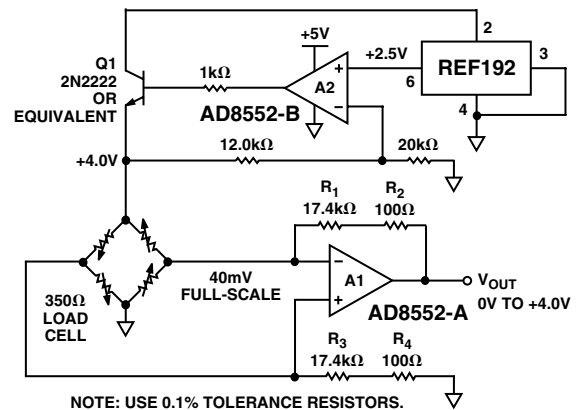 Q1
2N2222
OR
EQUIVALENT
1kΩ
+5V
A2
+
−
AD8552-B
+2.5V
2
6
REF192
3
4
+4.0V
12.0kΩ
20kΩ
R1
17.4kΩ
R2
100Ω
350Ω
LOAD
CELL
40mV
FULL-SCALE
−
+
A1
AD8552-A
VOUT
0V TO +4.0V
R3
17.4kΩ
R4
100Ω
NOTE: USE 0.1% TOLERANCE RESISTORS.